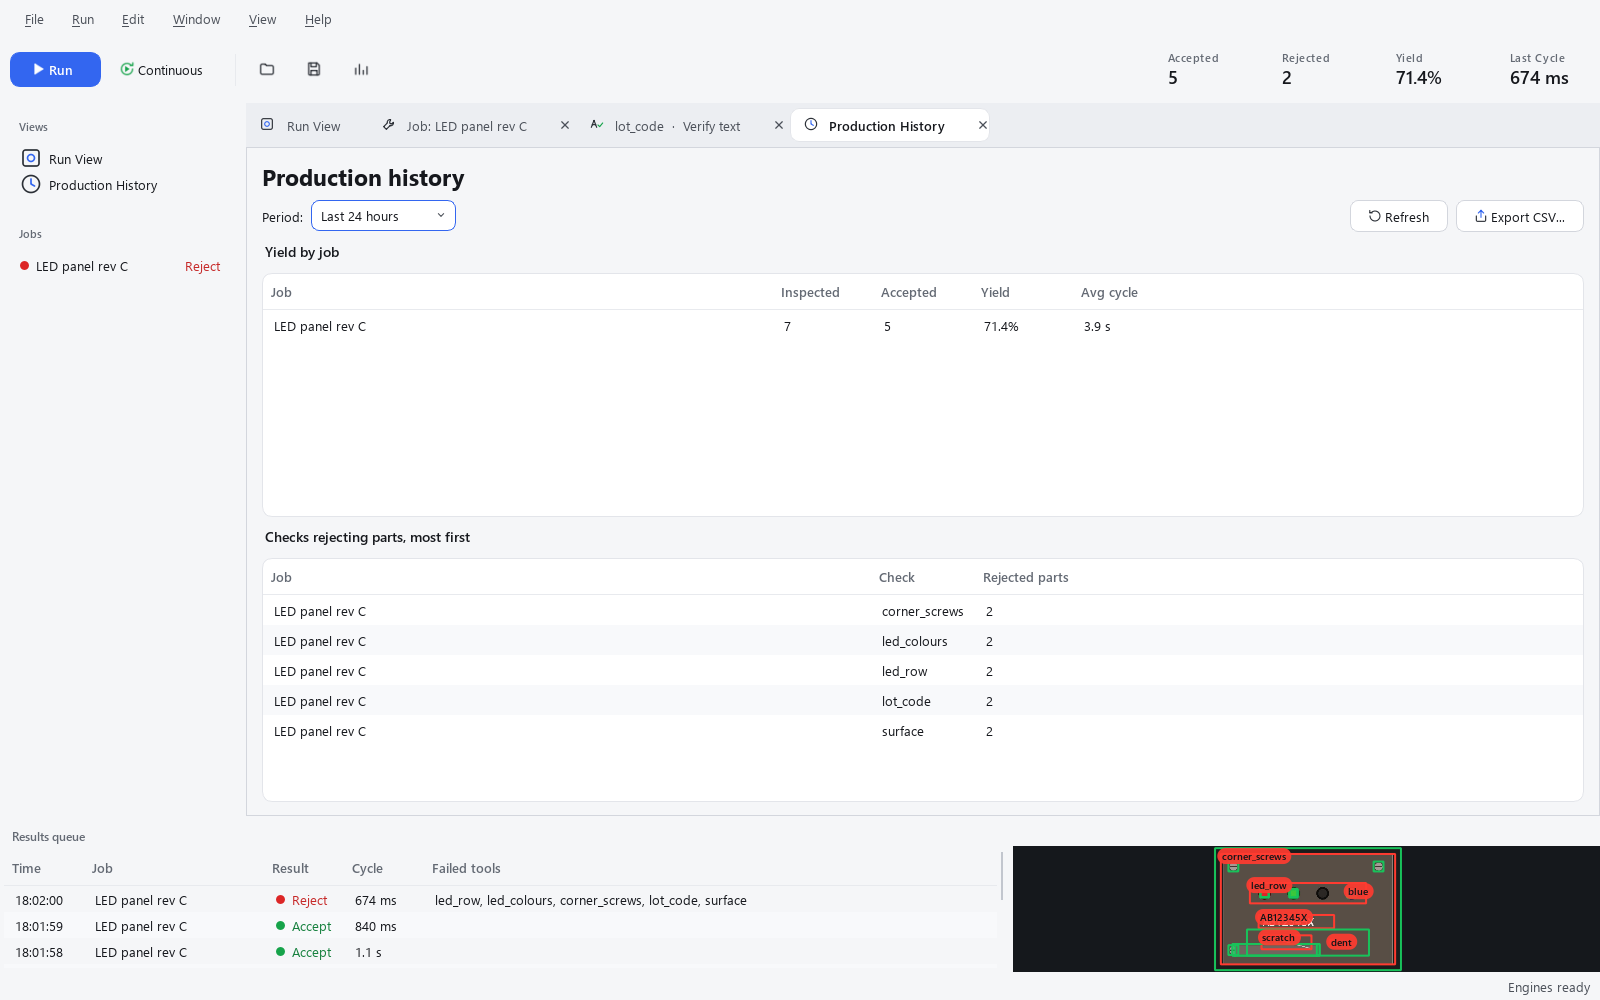 File Run Edit Window View Help
Run Continuous
Accepted Rejected Yield Last Cycle
5 2 71.4% 674 ms
Views
Run View
Production History
Jobs
LED panel rev C Reject
Run View Job: LED panel rev C lot_code · Verify text Production History
Production history
Period: Last 24 hours Refresh Export CSV...
Yield by job
Job Inspected Accepted Yield Avg cycle
LED panel rev C 7 5 71.4% 3.9 s
Checks rejecting parts, most first
Job Check Rejected parts
LED panel rev C corner_screws 2
LED panel rev C led_colours 2
LED panel rev C led_row 2
LED panel rev C lot_code 2
LED panel rev C surface 2
Results queue
Time Job Result Cycle Failed tools
18:02:00 LED panel rev C Reject 674 ms led_row, led_colours, corner_screws, lot_code, surface
18:01:59 LED panel rev C Accept 840 ms
18:01:58 LED panel rev C Accept 1.1 s
corner_screws
led_row blue
AB12345X
scratch dent
Engines ready